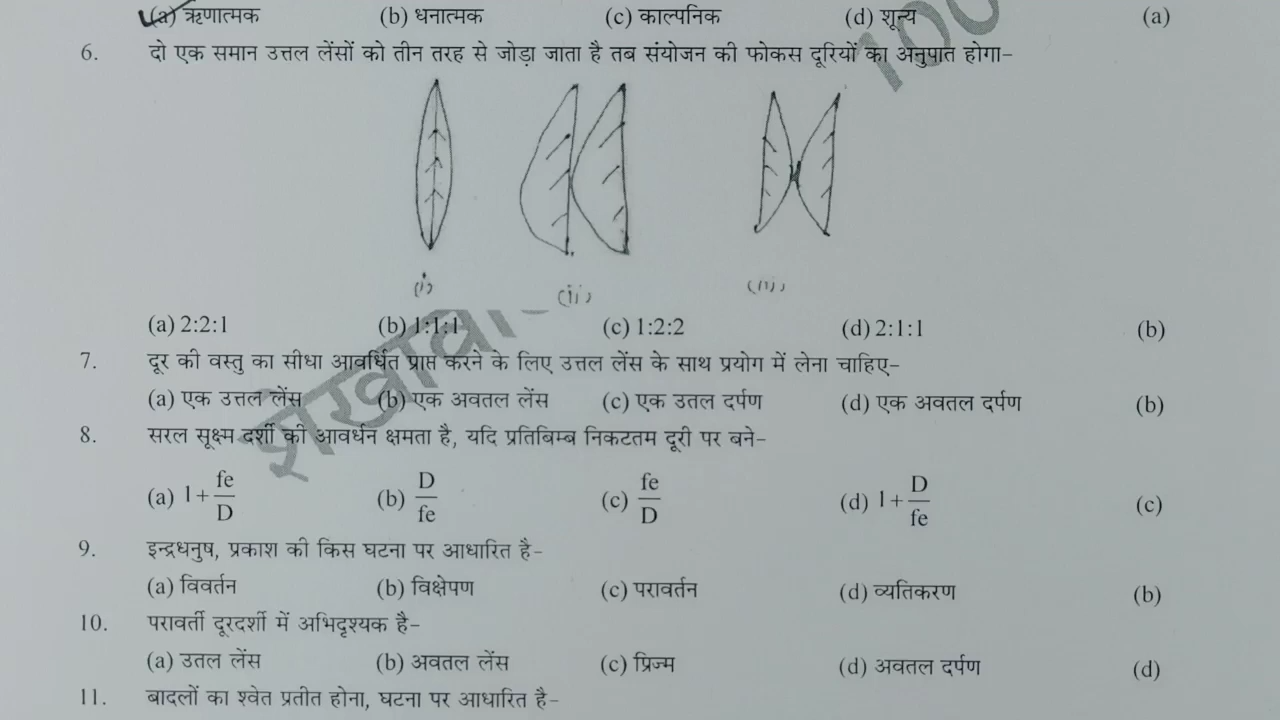 (a) ऋणात्मक (b) धनात्मक (c) काल्पनिक (d) शून्य (a)
100
6. दो एक समान उत्तल लेंसों को तीन तरह से जोड़ा जाता है तब संयोजन की फोकस दूरियों का अनुपात होगा-
(i) (ii) (iii)
(a) 2:2:1 (b) 1:1:1 (c) 1:2:2 (d) 2:1:1 (b)
7. दूर की वस्तु का सीधा आवर्धित प्राप्त करने के लिए उत्तल लेंस के साथ प्रयोग में लेना चाहिए-
(a) एक उत्तल लेंस (b) एक अवतल लेंस (c) एक उतल दर्पण (d) एक अवतल दर्पण (b)
8. सरल सूक्ष्म दर्शी की आवर्धन क्षमता है, यदि प्रतिबिम्ब निकटतम दूरी पर बने-
(a) 1+fe/D (b) D/fe (c) fe/D (d) 1+D/fe (c)
9. इन्द्रधनुष, प्रकाश की किस घटना पर आधारित है-
(a) विवर्तन (b) विक्षेपण (c) परावर्तन (d) व्यतिकरण (b)
10. परावर्ती दूरदर्शी में अभिदृश्यक है-
(a) उतल लेंस (b) अवतल लेंस (c) प्रिज्म (d) अवतल दर्पण (d)
11. बादलों का श्वेत प्रतीत होना, घटना पर आधारित है-